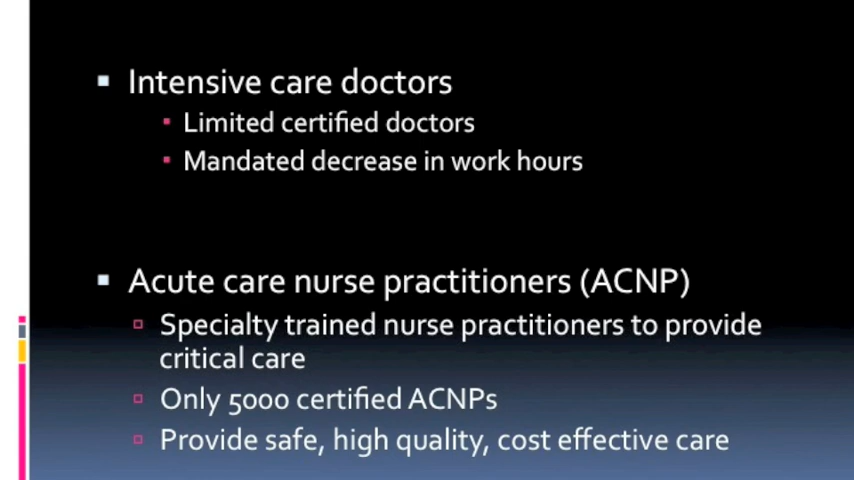 Intensive care doctors
Limited certified doctors
Mandated decrease in work hours
Acute care nurse practitioners (ACNP)
Specialty trained nurse practitioners to provide
critical care
Only 5000 certified ACNPs
Provide safe, high quality, cost effective care